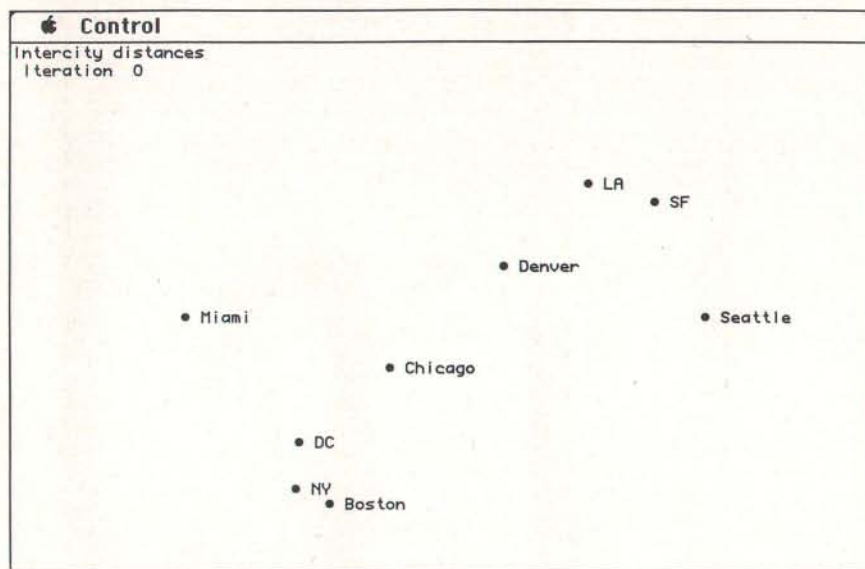 Control
Intercity distances
Iteration 0
LA
SF
Denver
Miami
Seattle
Chicago
DC
NY
Boston